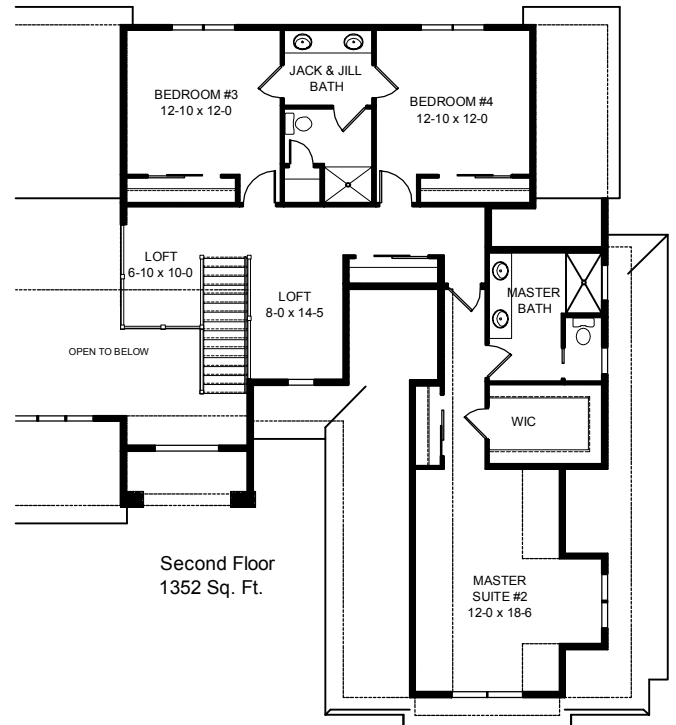 JACK & JILL
BATH
BEDROOM #3
12-10 x 12-0
BEDROOM #4
12-10 x 12-0
LOFT
6-10 x 10-0
LOFT
8-0 x 14-5
MASTER
BATH
OPEN TO BELOW
WIC
Second Floor
1352 Sq. Ft.
MASTER
SUITE #2
12-0 x 18-6